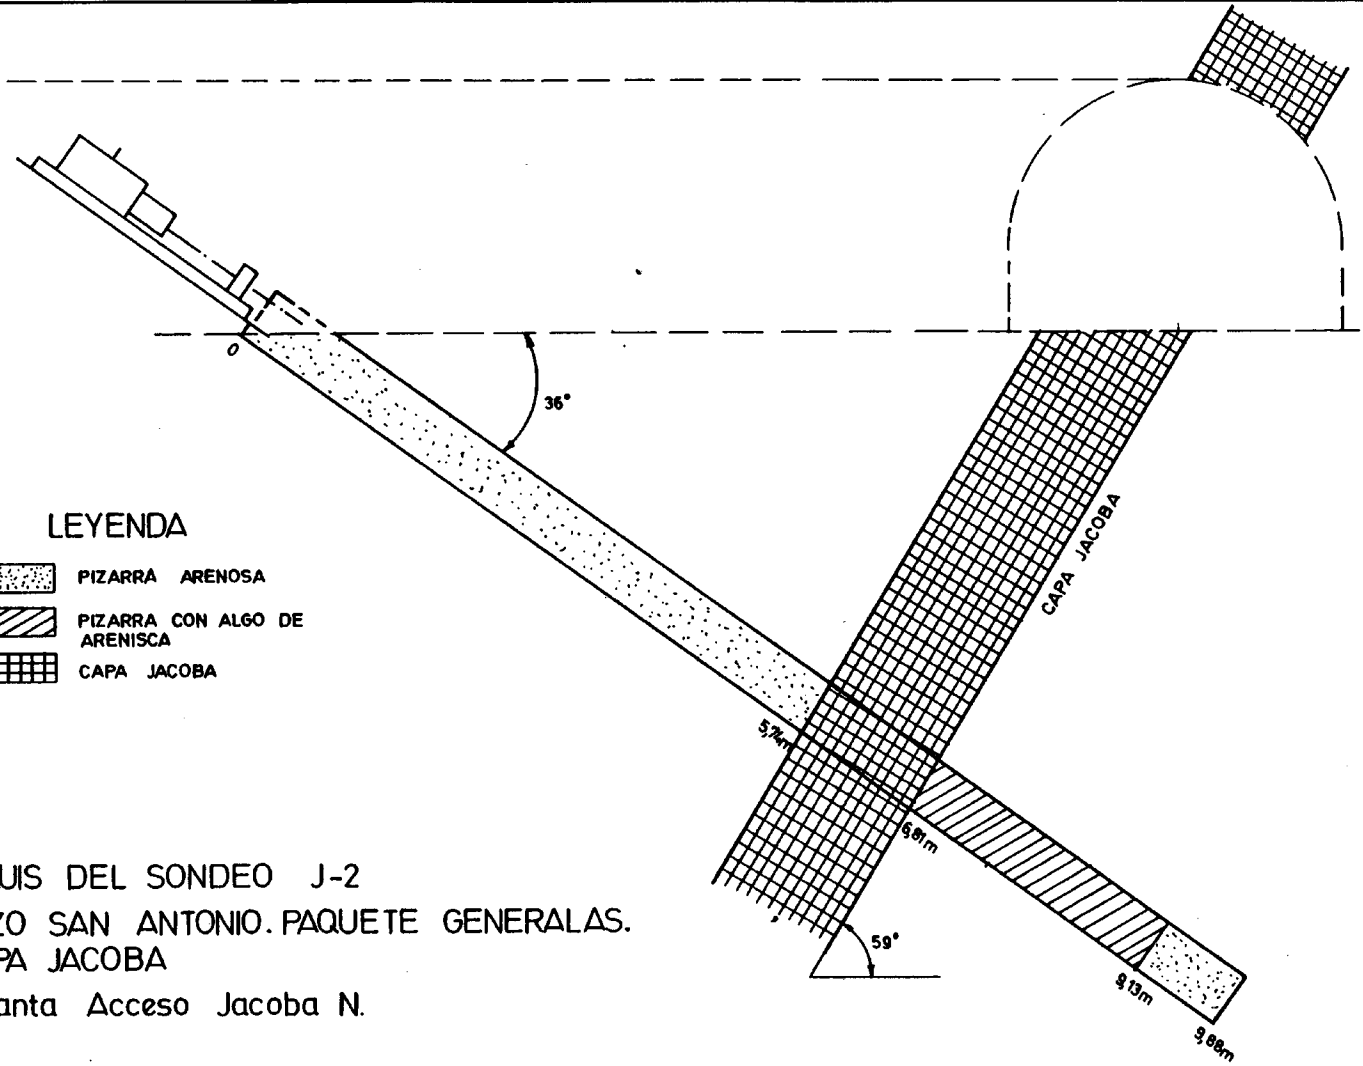 O
36°
CAPA JACOBA
LEYENDA
PIZARRA ARENOSA
PIZARRA CON ALGO DE
ARENISCA
CAPA JACOBA
5,74m
6,81m
59°
9,13m
9,88m
UIS DEL SONDEO J-2
ZO SAN ANTONIO. PAQUETE GENERALAS.
PA JACOBA
anta Acceso Jacoba N.